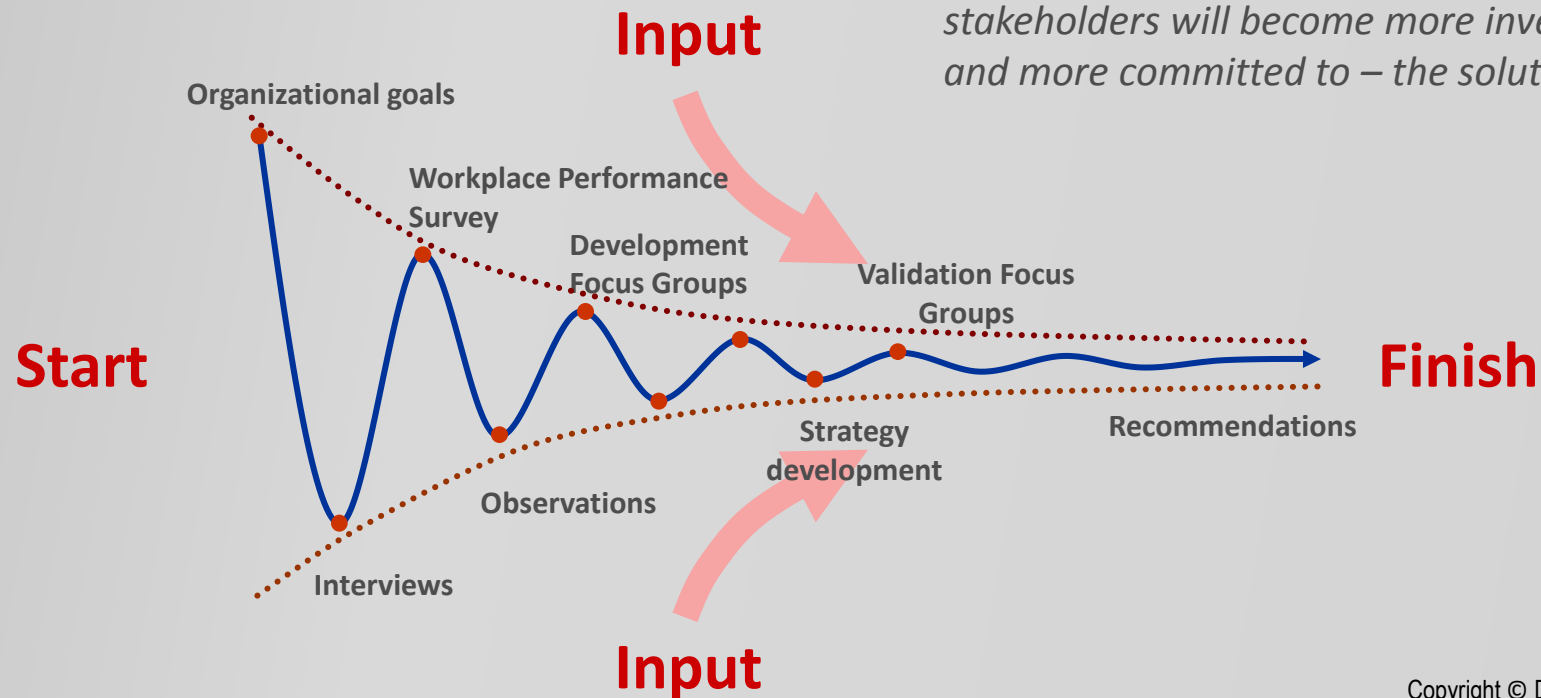 Input
stakeholders will become more inve
and more committed to – the solut
Organizational goals
Workplace Performance
Survey
Development
Focus Groups
Validation Focus
Groups
Start
Finish
Strategy
development
Recommendations
Observations
Interviews
Input
Copyright © D